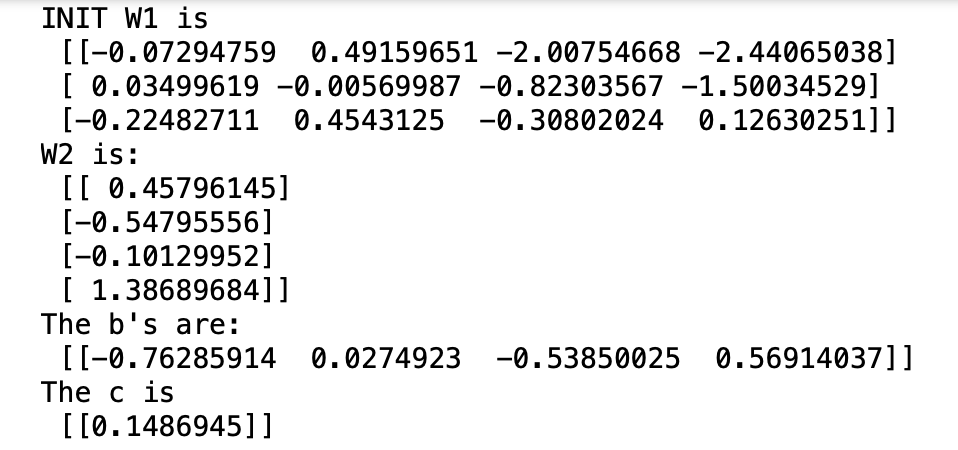 INIT W1 is
[[-0.07294759  0.49159651 -2.00754668 -2.44065038]
[ 0.03499619 -0.00569987 -0.82303567 -1.50034529]
[-0.22482711  0.4543125  -0.30802024  0.12630251]]
W2 is:
[[ 0.45796145]
[-0.54795556]
[-0.10129952]
[ 1.38689684]]
The b's are:
[[-0.76285914  0.0274923  -0.53850025  0.56914037]]
The c is
[[0.1486945]]